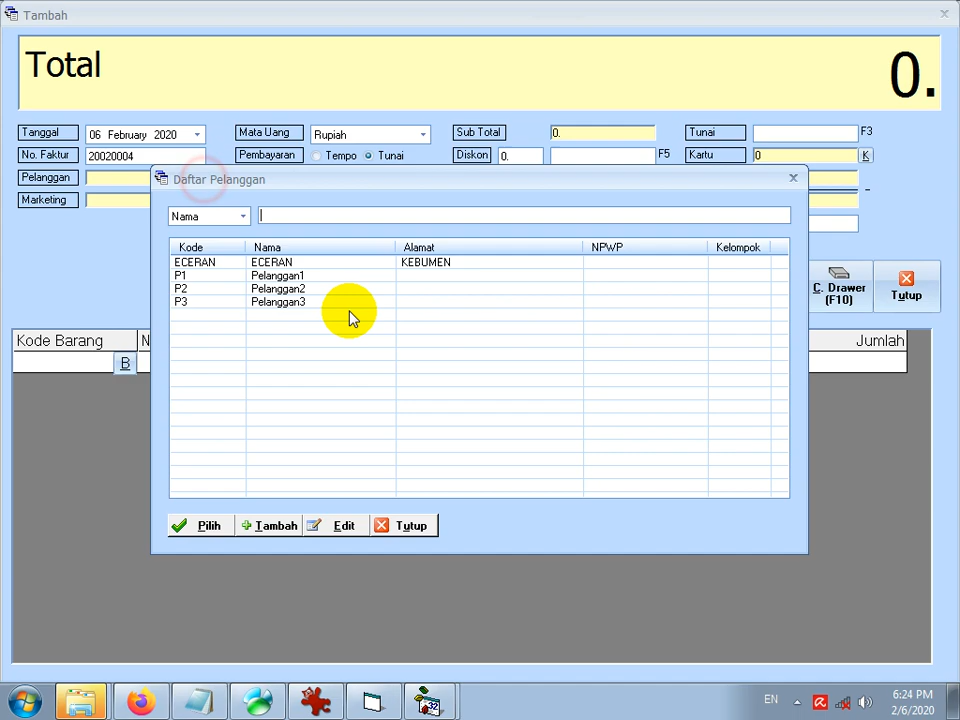 Tambah
Total 0.
Tanggal 06 February 2020 Mata Uang Rupiah Sub Total 0. Tunai F3
No. Faktur 20020004 Pembayaran Tempo Tunai Diskon 0. F5 Kartu 0 K
Pelanggan
Marketing
Daftar Pelanggan
Nama
Kode Nama Alamat NPWP Kelompok
ECERAN ECERAN KEBUMEN
P1 Pelanggan1
P2 Pelanggan2
P3 Pelanggan3
Pilih Tambah Edit Tutup
C. Drawer
(F10)
Tutup
Kode Barang N Jumlah
B
EN 6:24 PM
2/6/2020
32